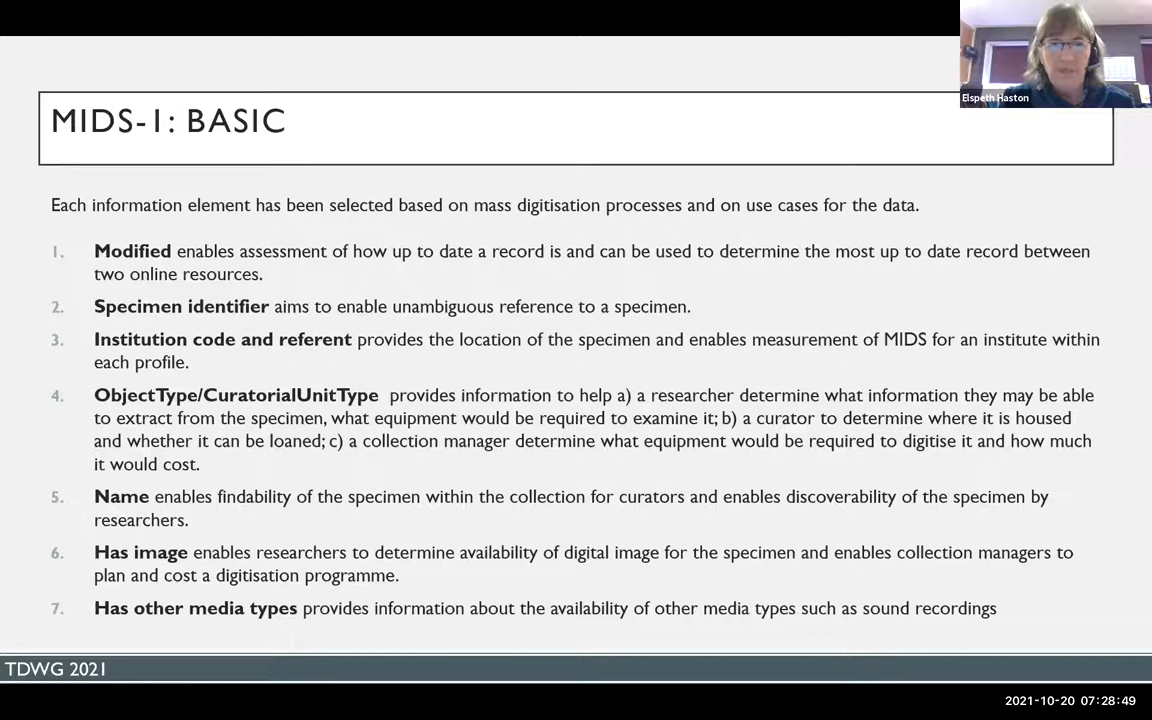 Elspeth Haston
MIDS-1: BASIC
Each information element has been selected based on mass digitisation processes and on use cases for the data.
1. Modified enables assessment of how up to date a record is and can be used to determine the most up to date record between
two online resources.
2. Specimen identifier aims to enable unambiguous reference to a specimen.
3. Institution code and referent provides the location of the specimen and enables measurement of MIDS for an institute within
each profile.
4. ObjectType/CuratorialUnitType provides information to help a) a researcher determine what information they may be able
to extract from the specimen, what equipment would be required to examine it; b) a curator to determine where it is housed
and whether it can be loaned; c) a collection manager determine what equipment would be required to digitise it and how much
it would cost.
5. Name enables findability of the specimen within the collection for curators and enables discoverability of the specimen by
researchers.
6. Has image enables researchers to determine availability of digital image for the specimen and enables collection managers to
plan and cost a digitisation programme.
7. Has other media types provides information about the availability of other media types such as sound recordings
TDWG 2021
2021-10-20 07:28:49